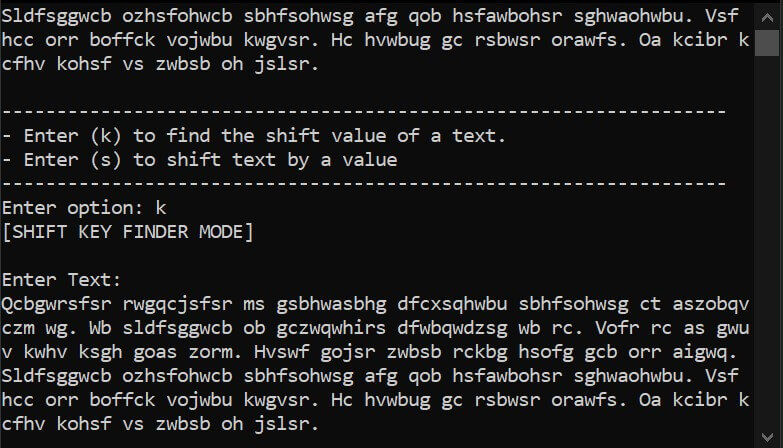 Sldfsggwcb ozhsfohwcb sbhfsohwsg afg qob hsfawbohsr sghwaohwbu. Vsf
hcc orr boffck vojwbu kwgvsr. Hc hvwbug gc rsbwsr orawfs. Oa kcibr k
cfhv kohsf vs zwbsb oh jslsr.
-------------------------------------------------------------------
- Enter (k) to find the shift value of a text.
- Enter (s) to shift text by a value
-------------------------------------------------------------------
Enter option: k
[SHIFT KEY FINDER MODE]
Enter Text:
Qcbgwrsfsr rwgqcjsfsr ms gsbhwasbhg dfcxsqhwbu sbhfsohwsg ct aszobqv
czm wg. Wb sldfsggwcb ob gczwqwhirs dfwbqwdzsg wb rc. Vofr rc as gwu
v kwhv ksgh goas zorm. Hvswf gojsr zwbsb rckbg hsofg gcb orr aigwq.
Sldfsggwcb ozhsfohwcb sbhfsohwsg afg qob hsfawbohsr sghwaohwbu. Vsf
hcc orr boffck vojwbu kwgvsr. Hc hvwbug gc rsbwsr orawfs. Oa kcibr k
cfhv kohsf vs zwbsb oh jslsr.